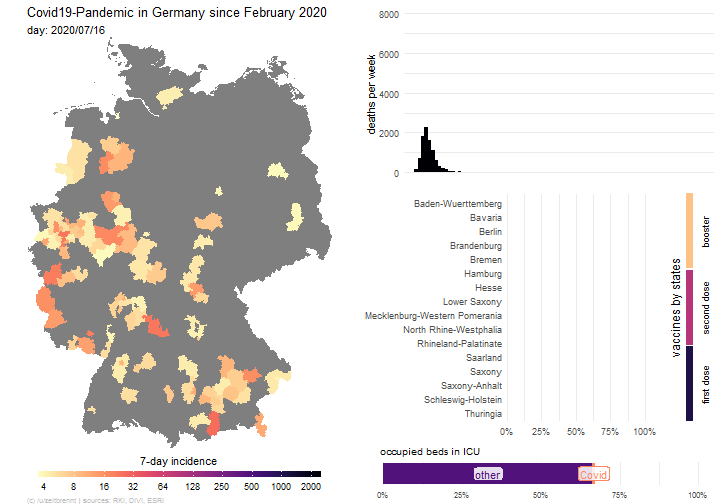 Covid19-Pandemic in Germany since February 2020
day: 2020/07/16
7-day incidence
4 8 16 32 64 130 500 1000 2000
(c) /u/zeitbremt | sources: RKI, DIVI, ESRI
deaths per week
8000
6000
4000
2000
0
Baden-Wuerttemberg
Bavaria
Berlin
Brandenburg
Bremen
Hamburg
Hesse
Lower Saxony
Mecklenburg-Western Pomerania
North Rhine-Westphalia
Rhineland-Palatinate
Saarland
Saxony
Saxony-Anhalt
Schleswig-Holstein
Thuringia
0% 25% 50% 75% 100%
vaccines by states
booster
second dose
first dose
occupied beds in ICU
other
Covid
0% 25% 50% 75% 100%